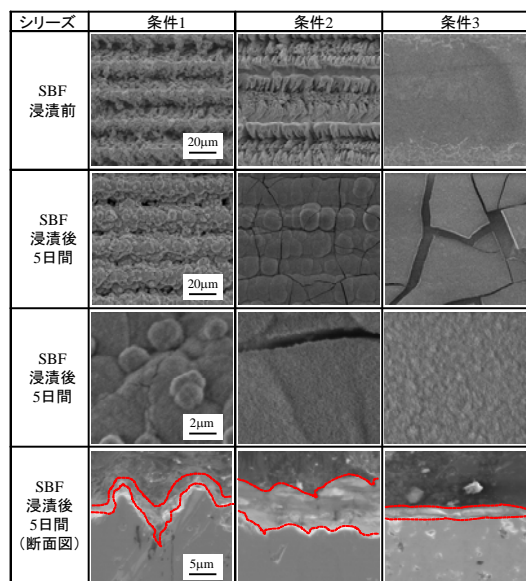 シリーズ 条件1 条件2 条件3
SBF
浸漬前
20μm
SBF
浸漬後
5日間
20μm
SBF
浸漬後
5日間
2μm
SBF
浸漬後
5日間
(断面図)
5μm